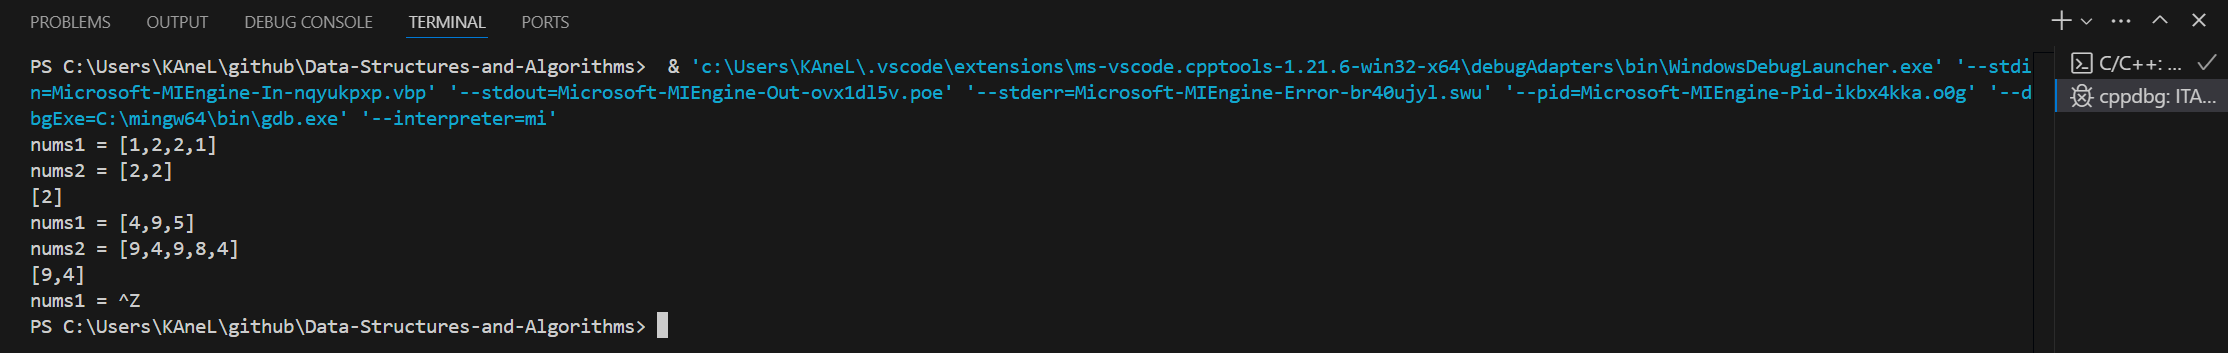 PROBLEMS OUTPUT DEBUG CONSOLE TERMINAL PORTS
PS C:\Users\KAneL\github\Data-Structures-and-Algorithms>  & 'c:\Users\KAneL\.vscode\extensions\ms-vscode.cpptools-1.21.6-win32-x64\debugAdapters\bin\WindowsDebugLauncher.exe' '--stdi
n=Microsoft-MIEngine-In-nqyukpxp.vbp' '--stdout=Microsoft-MIEngine-Out-ovx1dl5v.poe' '--stderr=Microsoft-MIEngine-Error-br40ujyl.swu' '--pid=Microsoft-MIEngine-Pid-ikbx4kka.o0g' '--d
bgExe=C:\mingw64\bin\gdb.exe' '--interpreter=mi'
nums1 = [1,2,2,1]
nums2 = [2,2]
[2]
nums1 = [4,9,5]
nums2 = [9,4,9,8,4]
[9,4]
nums1 = ^Z
PS C:\Users\KAneL\github\Data-Structures-and-Algorithms>
C/C++: ...
cppdbg: ITA...